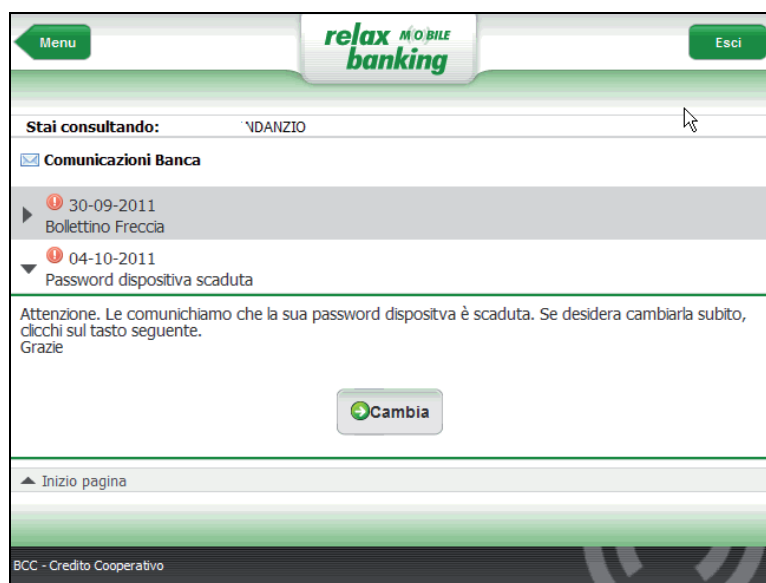 Menu
relax MOBILE
banking
Esci
Stai consultando: NDANZIO
Comunicazioni Banca
30-09-2011
Bollettino Freccia
04-10-2011
Password dispositiva scaduta
Attenzione. Le comunichiamo che la sua password dispositva è scaduta. Se desidera cambiarla subito,
clicchi sul tasto seguente.
Grazie
Cambia
Inizio pagina
BCC - Credito Cooperativo